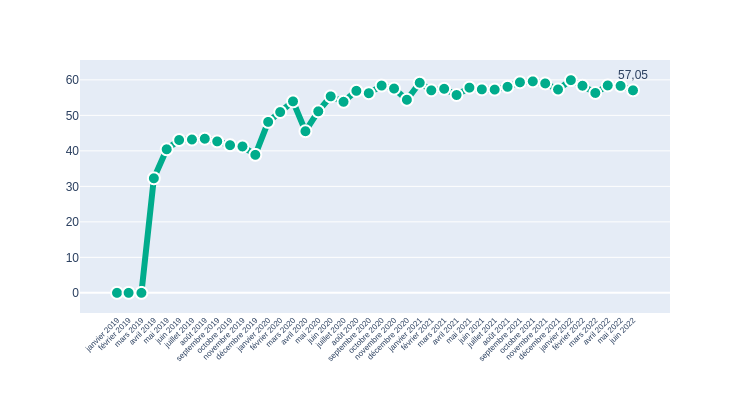 57,05
60
50
40
30
20
10
0
janvier 2019
février 2019
mars 2019
avril 2019
mai 2019
juin 2019
juillet 2019
août 2019
septembre 2019
octobre 2019
novembre 2019
décembre 2019
janvier 2020
février 2020
mars 2020
avril 2020
mai 2020
juin 2020
juillet 2020
août 2020
septembre 2020
octobre 2020
novembre 2020
décembre 2020
janvier 2021
février 2021
mars 2021
avril 2021
mai 2021
juin 2021
juillet 2021
août 2021
septembre 2021
octobre 2021
novembre 2021
décembre 2021
janvier 2022
février 2022
mars 2022
avril 2022
mai 2022
juin 2022